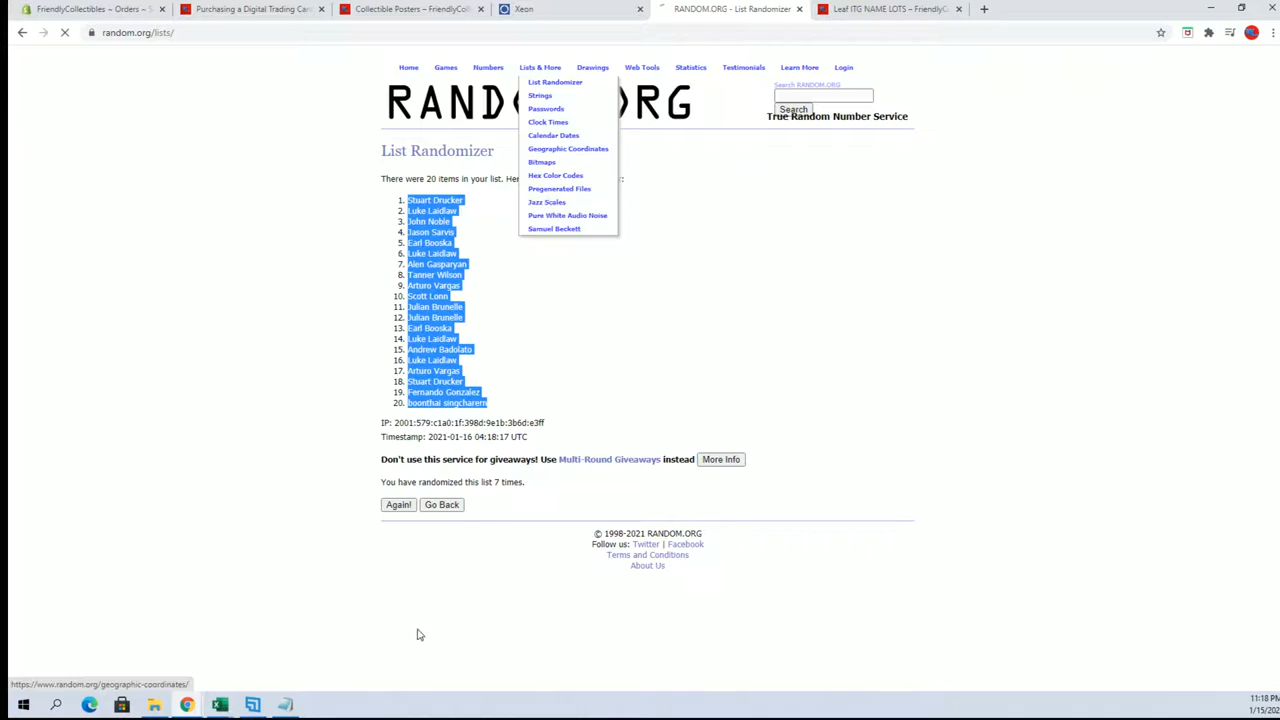 FriendlyCollectibles ~ Orders ~ S
Purchasing a Digital Trading Car
Collectible Posters – FriendlyColl
Xeon
RANDOM.ORG - List Randomizer
Leaf ITG NAME LOTS – FriendlyC
random.org/lists/
Home Games Numbers Lists & More Drawings Web Tools Statistics Testimonials Learn More Login
List Randomizer
Strings
Passwords
Clock Times
Calendar Dates
Geographic Coordinates
Bitmaps
Hex Color Codes
Pregenerated Files
Jazz Scales
Pure White Audio Noise
Samuel Beckett
Search RANDOM.ORG
Search
RAND RG
True Random Number Service
List Randomizer
There were 20 items in your list. Her
1. Stuart Drucker
2. Luke Laidlaw
3. John Noble
4. Jason Sarvis
5. Earl Booska
6. Luke Laidlaw
7. Alen Gasparyan
8. Tanner Wilson
9. Arturo Vargas
10. Scott Lonn
11. Julian Brunelle
12. Julian Brunelle
13. Earl Booska
14. Luke Laidlaw
15. Andrew Badolato
16. Luke Laidlaw
17. Arturo Vargas
18. Stuart Drucker
19. Fernando Gonzalez
20. boonthai singcharern
IP: 2001:579:c1a0:1f:398d:9e1b:3b6d:e3ff
Timestamp: 2021-01-16 04:18:17 UTC
Don't use this service for giveaways! Use Multi-Round Giveaways instead More Info
You have randomized this list 7 times.
Again! Go Back
© 1998-2021 RANDOM.ORG
Follow us: Twitter | Facebook
Terms and Conditions
About Us
https://www.random.org/geographic-coordinates/
11:18 PM
1/15/202